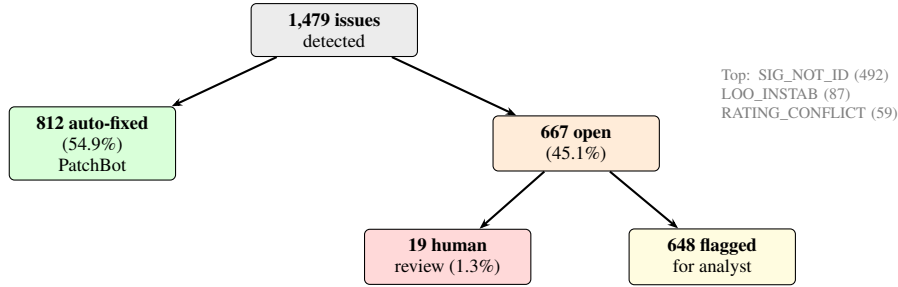 1,479 issues
detected
Top: SIG_NOT_ID (492)
LOO_INSTAB (87)
RATING_CONFLICT (59)
812 auto-fixed
(54.9%)
PatchBot
667 open
(45.1%)
19 human
review (1.3%)
648 flagged
for analyst